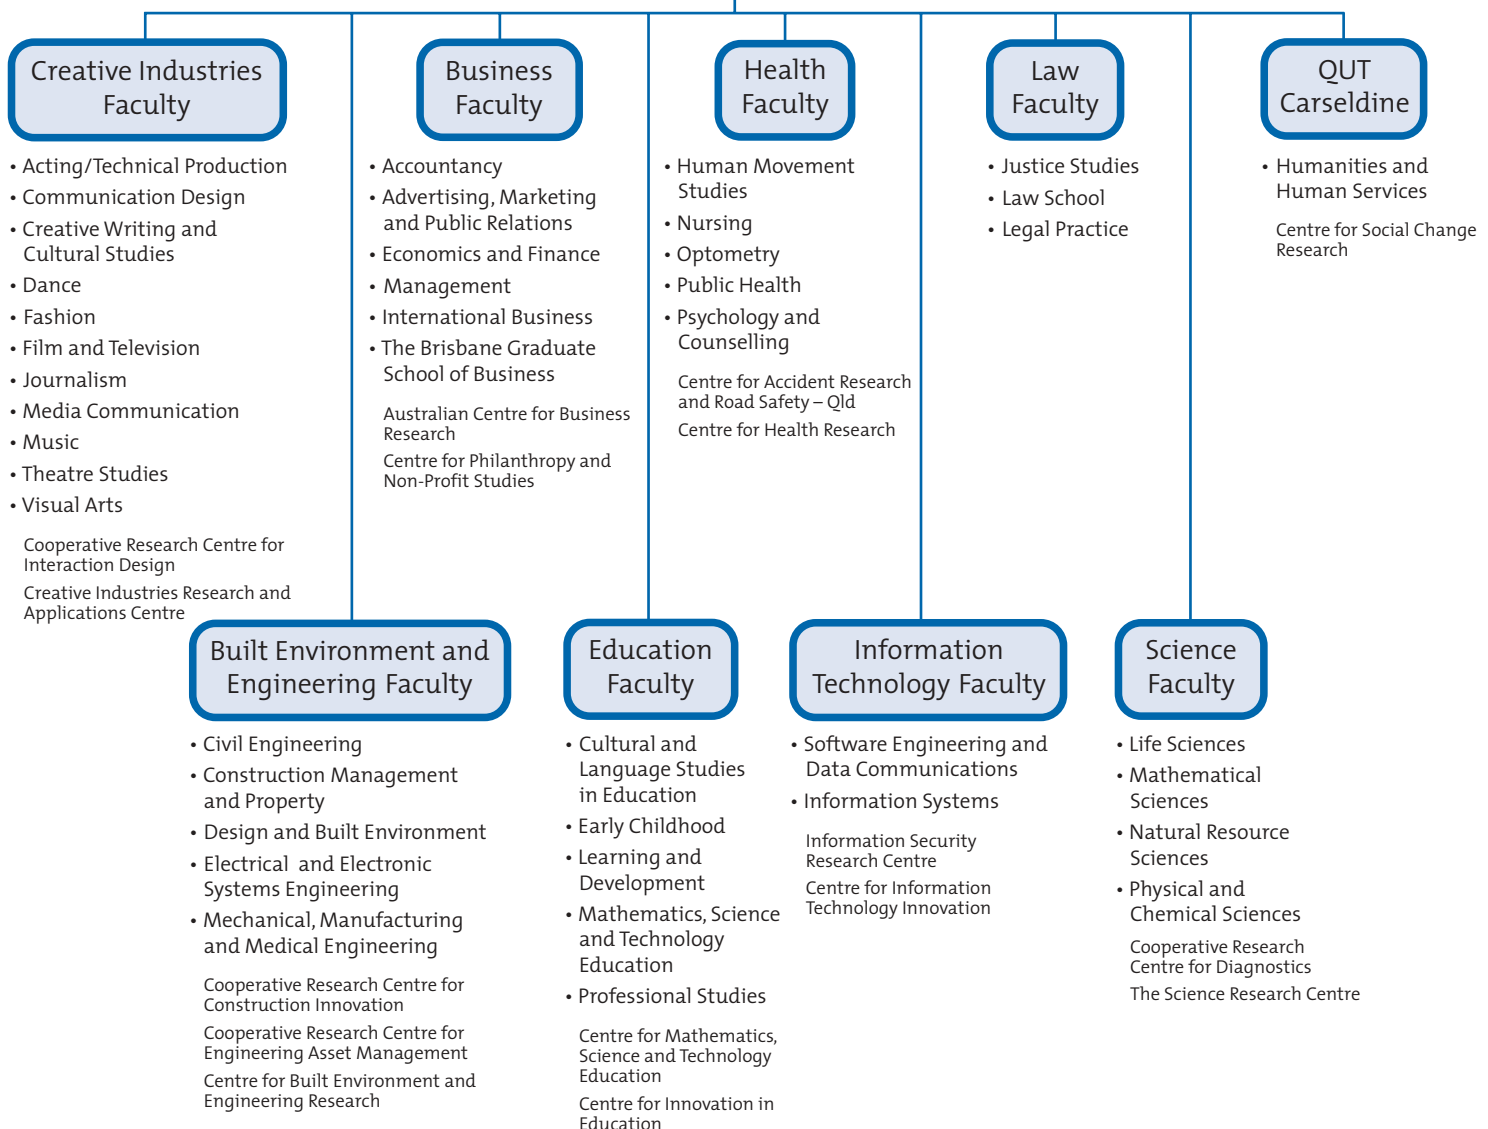 Creative Industries
Faculty
• Acting/Technical Production
• Communication Design
• Creative Writing and
Cultural Studies
• Dance
• Fashion
• Film and Television
• Journalism
• Media Communication
• Music
• Theatre Studies
• Visual Arts
Cooperative Research Centre for
Interaction Design
Creative Industries Research and
Applications Centre
Business
Faculty
• Accountancy
• Advertising, Marketing
and Public Relations
• Economics and Finance
• Management
• International Business
• The Brisbane Graduate
School of Business
Australian Centre for Business
Research
Centre for Philanthropy and
Non-Profit Studies
Health
Faculty
• Human Movement
Studies
• Nursing
• Optometry
• Public Health
• Psychology and
Counselling
Centre for Accident Research
and Road Safety – Qld
Centre for Health Research
Law
Faculty
• Justice Studies
• Law School
• Legal Practice
QUT
Carseldine
• Humanities and
Human Services
Centre for Social Change
Research
Built Environment and
Engineering Faculty
• Civil Engineering
• Construction Management
and Property
• Design and Built Environment
• Electrical and Electronic
Systems Engineering
• Mechanical, Manufacturing
and Medical Engineering
Cooperative Research Centre for
Construction Innovation
Cooperative Research Centre for
Engineering Asset Management
Centre for Built Environment and
Engineering Research
Education
Faculty
• Cultural and
Language Studies
in Education
• Early Childhood
• Learning and
Development
• Mathematics, Science
and Technology
Education
• Professional Studies
Centre for Mathematics,
Science and Technology
Education
Centre for Innovation in
Education
Information
Technology Faculty
• Software Engineering and
Data Communications
• Information Systems
Information Security
Research Centre
Centre for Information
Technology Innovation
Science
Faculty
• Life Sciences
• Mathematical
Sciences
• Natural Resource
Sciences
• Physical and
Chemical Sciences
Cooperative Research
Centre for Diagnostics
The Science Research Centre